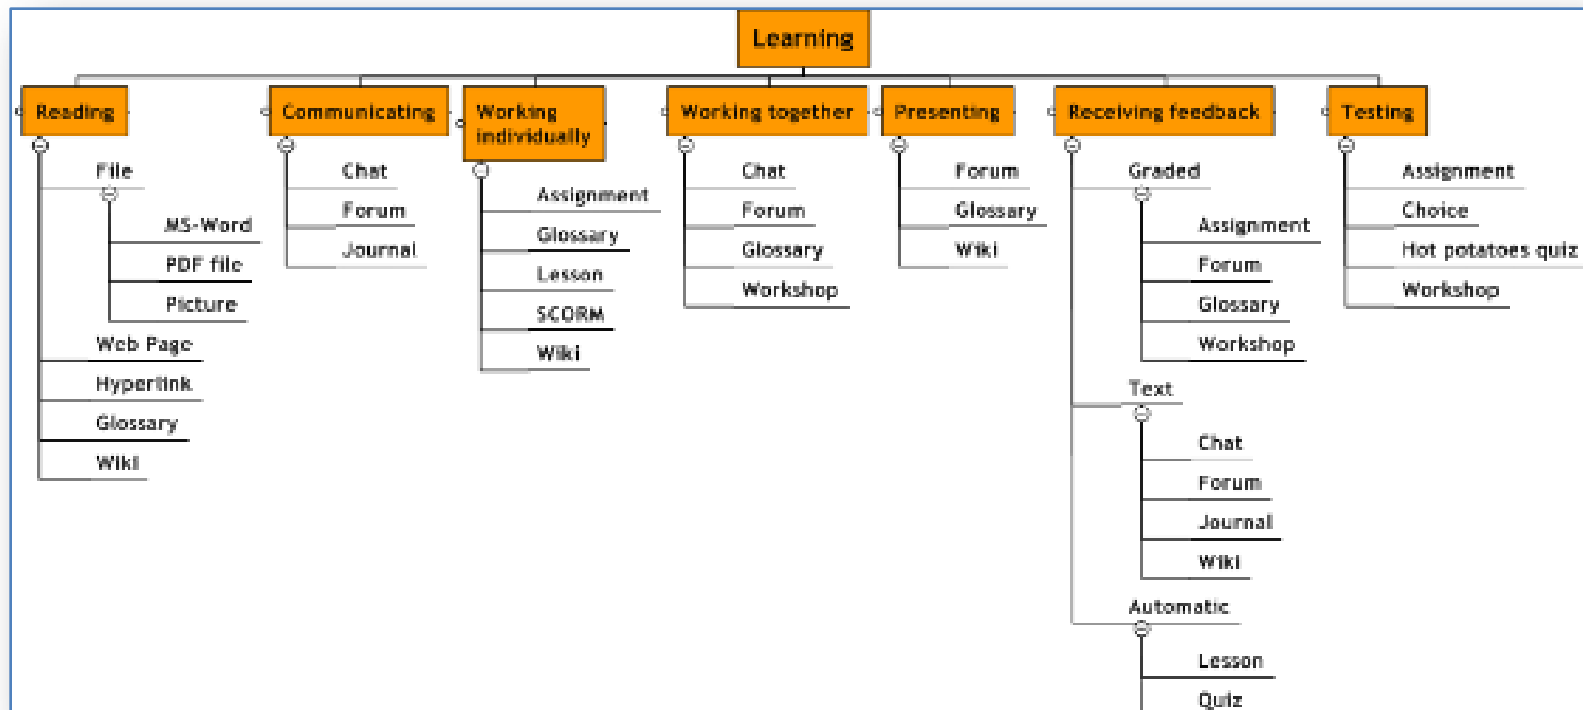 Learning
Reading
File
MS-Word
PDF file
Picture
Web Page
Hyperlink
Glossary
Wiki
Communicating
Chat
Forum
Journal
Working
individually
Assignment
Glossary
Lesson
SCORM
Wiki
Working together
Chat
Forum
Glossary
Workshop
Presenting
Forum
Glossary
Wiki
Receiving feedback
Graded
Assignment
Forum
Glossary
Workshop
Text
Chat
Forum
Journal
Wiki
Automatic
Lesson
Quiz
Testing
Assignment
Choice
Hot potatoes quiz
Workshop